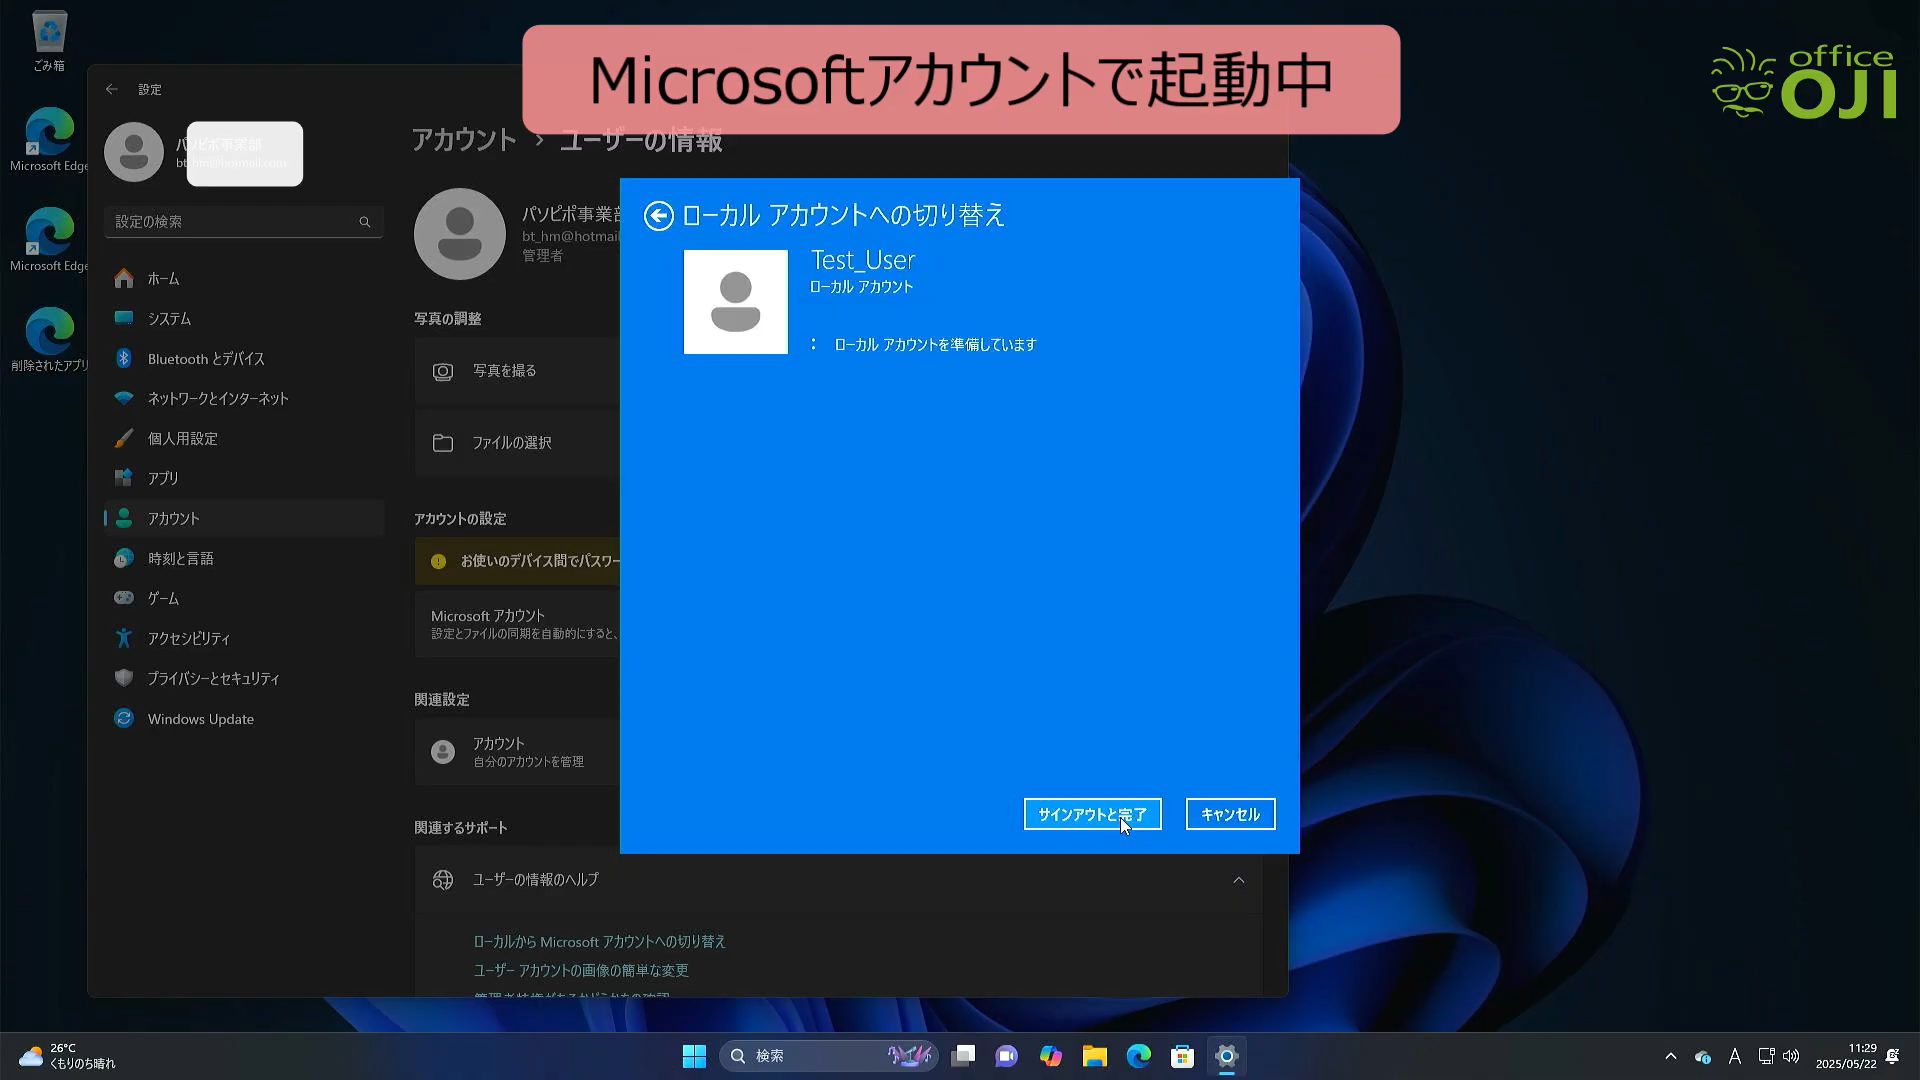 Microsoftアカウントで起動中
office
OJI
ごみ箱
Microsoft Edge
Microsoft Edge
削除されたアプリ
設定
パソピポ事業部
設定の検索
ホーム
システム
Bluetooth とデバイス
ネットワークとインターネット
個人用設定
アプリ
アカウント
時刻と言語
ゲーム
アクセシビリティ
プライバシーとセキュリティ
Windows Update
アカウント › ユーザーの情報
パソピポ事業部
bt_hm@hotmail
管理者
写真の調整
写真を撮る
ファイルの選択
アカウントの設定
お使いのデバイス間でパスワー
Microsoft アカウント
設定とファイルの同期を自動的にすると、
関連設定
アカウント
自分のアカウントを管理
関連するサポート
ユーザーの情報のヘルプ
ローカルから Microsoft アカウントへの切り替え
ユーザー アカウントの画像の簡単な変更
ローカル アカウントへの切り替え
Test_User
ローカル アカウント
: ローカル アカウントを準備しています
サインアウトと完了
キャンセル
26°C
くもりのち晴れ
検索
A
11:29
2025/05/22